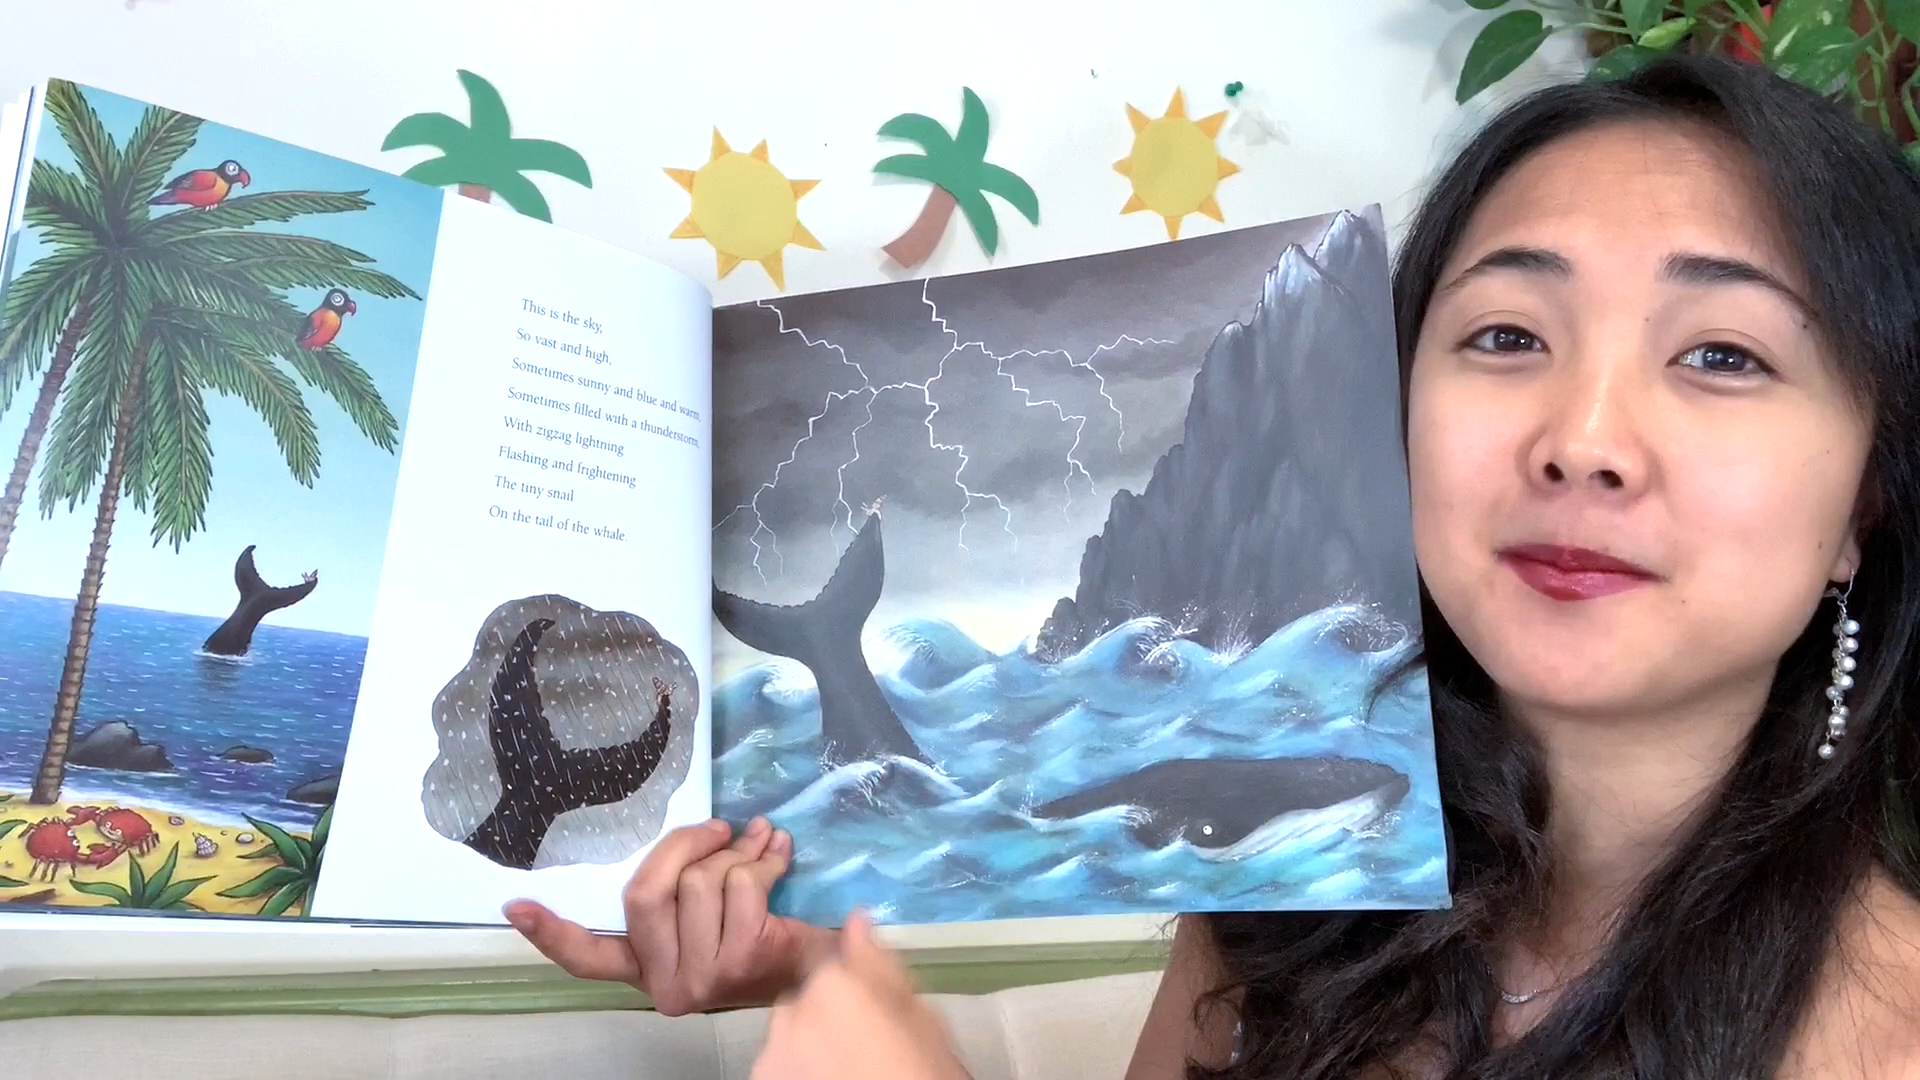 This is the sky,
So vast and high,
Sometimes sunny and blue and warm,
Sometimes filled with a thunderstorm,
With zigzag lightning
Flashing and frightening
The tiny snail
On the tail of the whale.